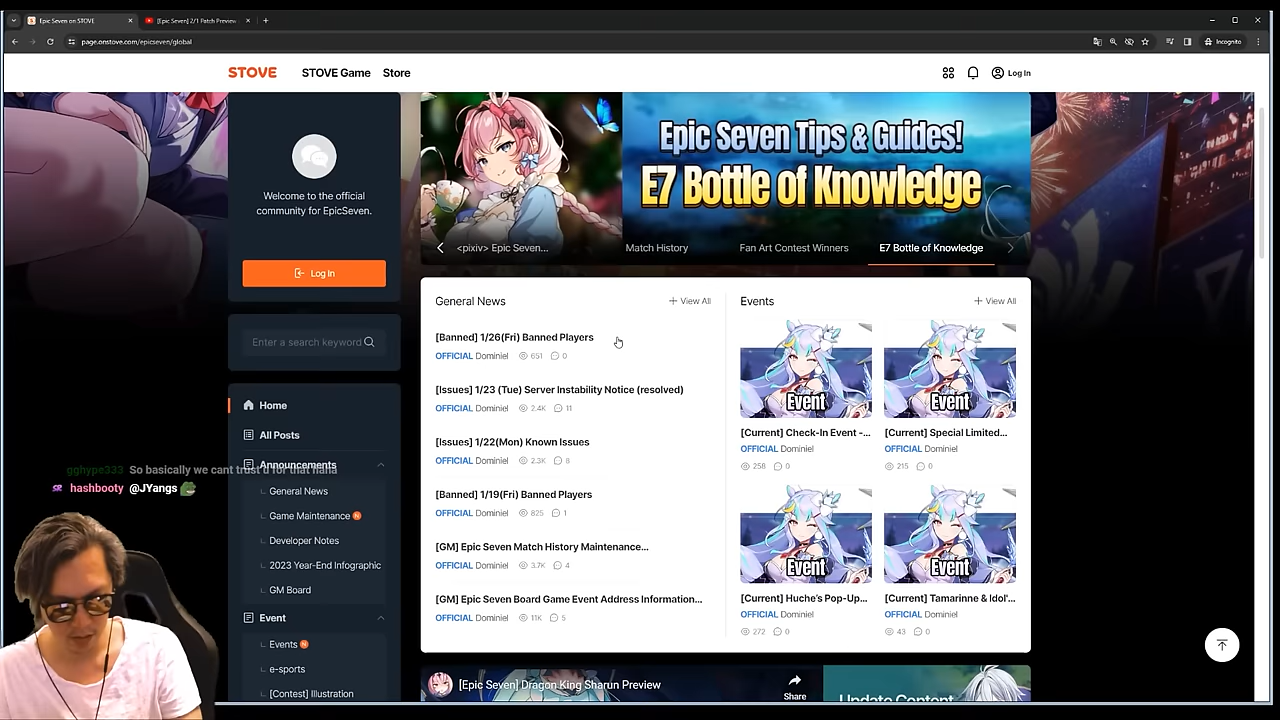 Epic Seven on STOVE
[Epic Seven] 2/1 Patch Preview
page.onstove.com/epicseven/global
Incognito
STOVE
STOVE Game
Store
Log In
Welcome to the official
community for EpicSeven.
Log In
Enter a search keyword
Home
All Posts
Announcements
General News
Game Maintenance N
Developer Notes
2023 Year-End Infographic
GM Board
Event
Events N
e-sports
[Contest] Illustration
gghype333 So basically we cant trust d for that haha
hashbooty @JYangs
Epic Seven Tips & Guides!
E7 Bottle of Knowledge
<pixiv> Epic Seven...
Match History
Fan Art Contest Winners
E7 Bottle of Knowledge
General News
View All
[Banned] 1/26(Fri) Banned Players
OFFICIAL Dominiel 651 0
[Issues] 1/23 (Tue) Server Instability Notice (resolved)
OFFICIAL Dominiel 2.4K 11
[Issues] 1/22(Mon) Known Issues
OFFICIAL Dominiel 2.3K 8
[Banned] 1/19(Fri) Banned Players
OFFICIAL Dominiel 825 1
[GM] Epic Seven Match History Maintenance...
OFFICIAL Dominiel 3.7K 4
[GM] Epic Seven Board Game Event Address Information...
OFFICIAL Dominiel 11K 5
Events
View All
Event
[Current] Check-In Event -...
OFFICIAL Dominiel
258 0
Event
[Current] Special Limited...
OFFICIAL Dominiel
215 0
Event
[Current] Huche's Pop-Up...
OFFICIAL Dominiel
272 0
Event
[Current] Tamarinne & Idol'...
OFFICIAL Dominiel
43 0
[Epic Seven] Dragon King Sharun Preview
Share
Update Content